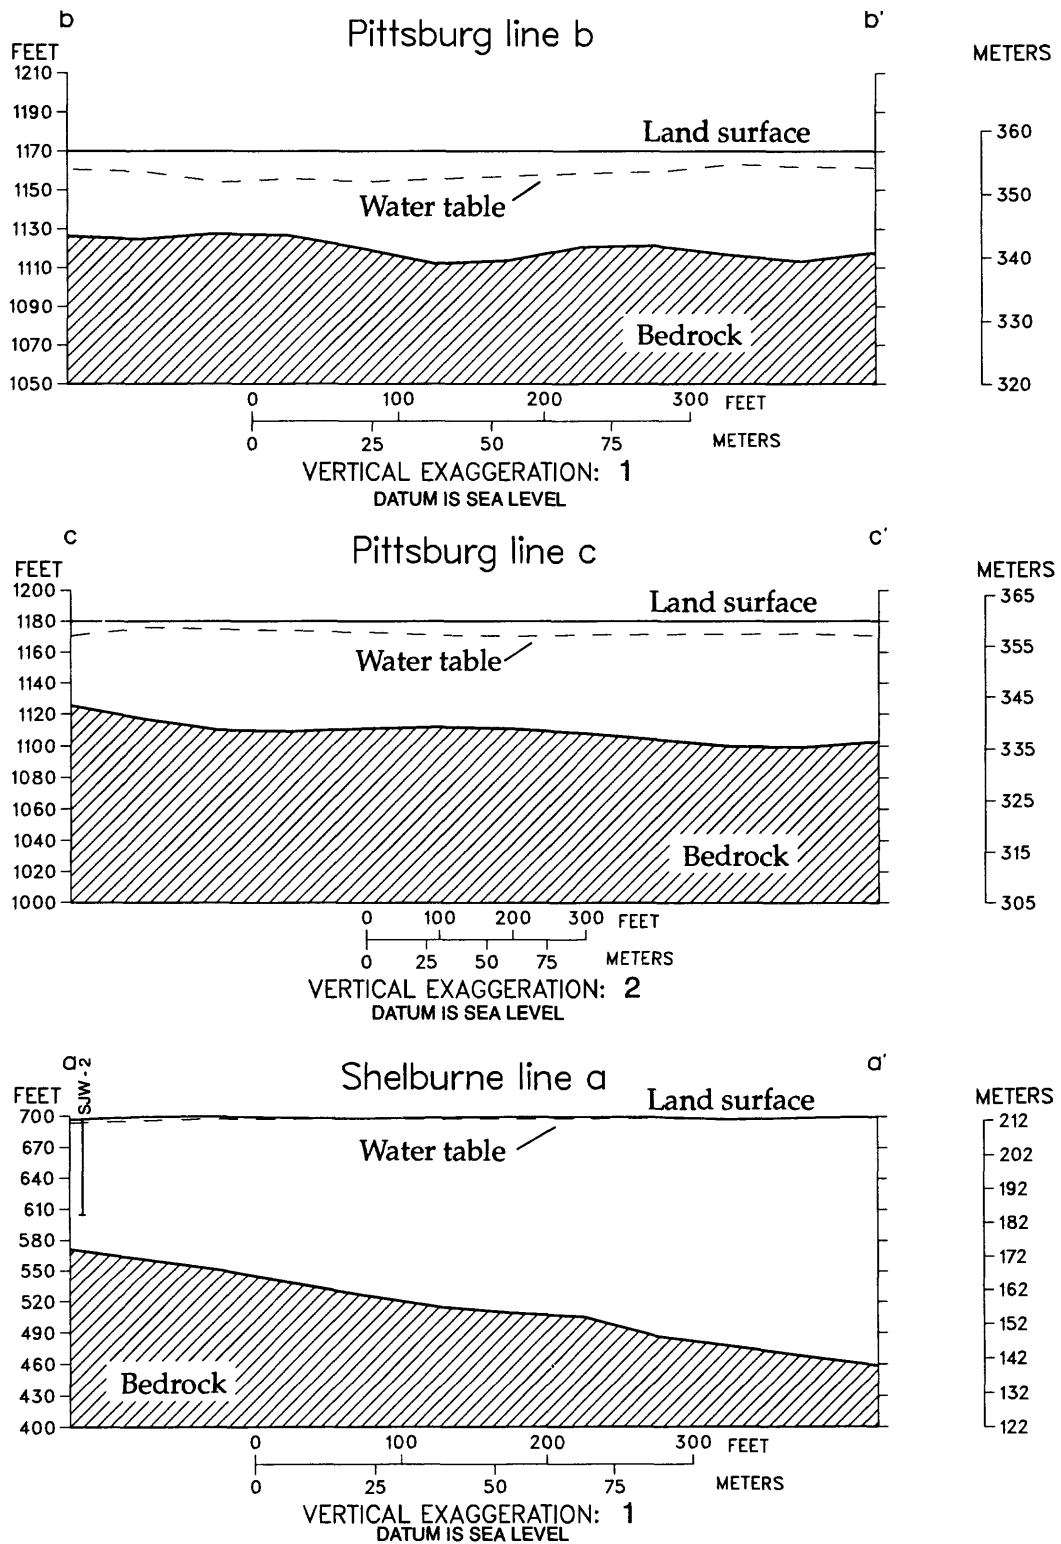 b b'
Pittsburg line b
FEET METERS
1210
1190
1170
1150
1130
1110
1090
1070
1050
Land surface
Water table
Bedrock
360
350
340
330
320
0 100 200 300 FEET
0 25 50 75 METERS
VERTICAL EXAGGERATION: 1
DATUM IS SEA LEVEL
c c'
Pittsburg line c
FEET METERS
1200
1180
1160
1140
1120
1100
1080
1060
1040
1020
1000
Land surface
Water table
Bedrock
365
355
345
335
325
315
305
0 100 200 300 FEET
0 25 50 75 METERS
VERTICAL EXAGGERATION: 2
DATUM IS SEA LEVEL
a a'
SJW-2
Shelburne line a
FEET METERS
700
670
640
610
580
550
520
490
460
430
400
Land surface
Water table
Bedrock
212
202
192
182
172
162
152
142
132
122
0 100 200 300 FEET
0 25 50 75 METERS
VERTICAL EXAGGERATION: 1
DATUM IS SEA LEVEL